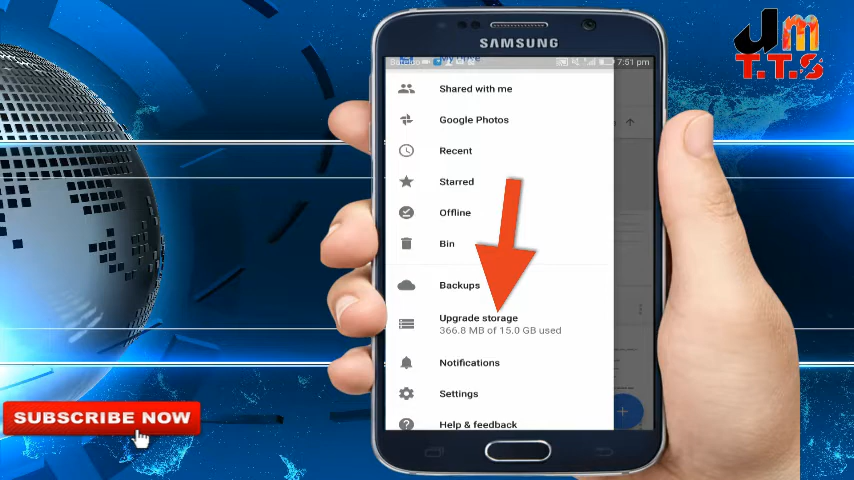 SAMSUNG
7:51 pm
Shared with me
Google Photos
Recent
Starred
Offline
Bin
Backups
Upgrade storage
366.8 MB of 15.0 GB used
Notifications
Settings
Help & feedback
Jm
T.T.S
SUBSCRIBE NOW